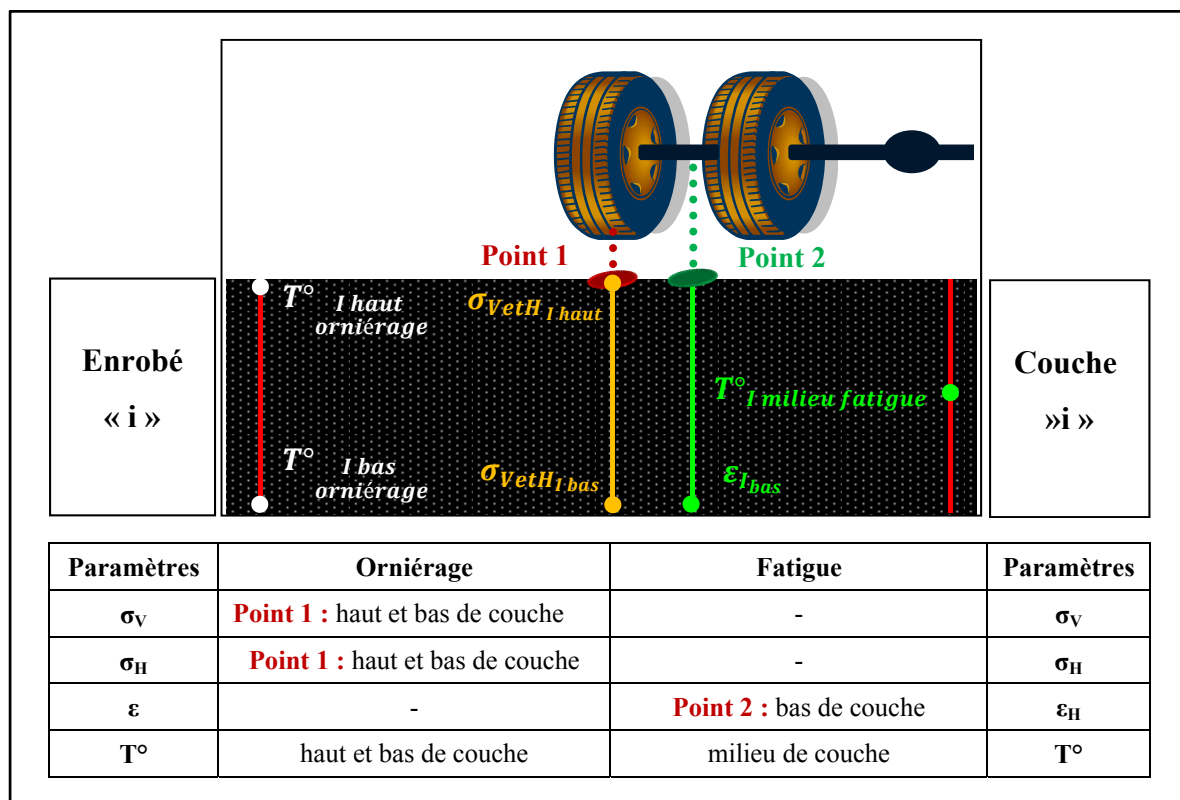 Point 1
Point 2
Enrobé
« i »
T° I haut
orniérage
σVetH I haut
T° I milieu fatigue
T° I bas
orniérage
σVetH I bas
εI bas
Couche
»i »
Paramètres Orniérage Fatigue Paramètres
σV Point 1 : haut et bas de couche - σV
σH Point 1 : haut et bas de couche - σH
ε - Point 2 : bas de couche εH
T° haut et bas de couche milieu de couche T°